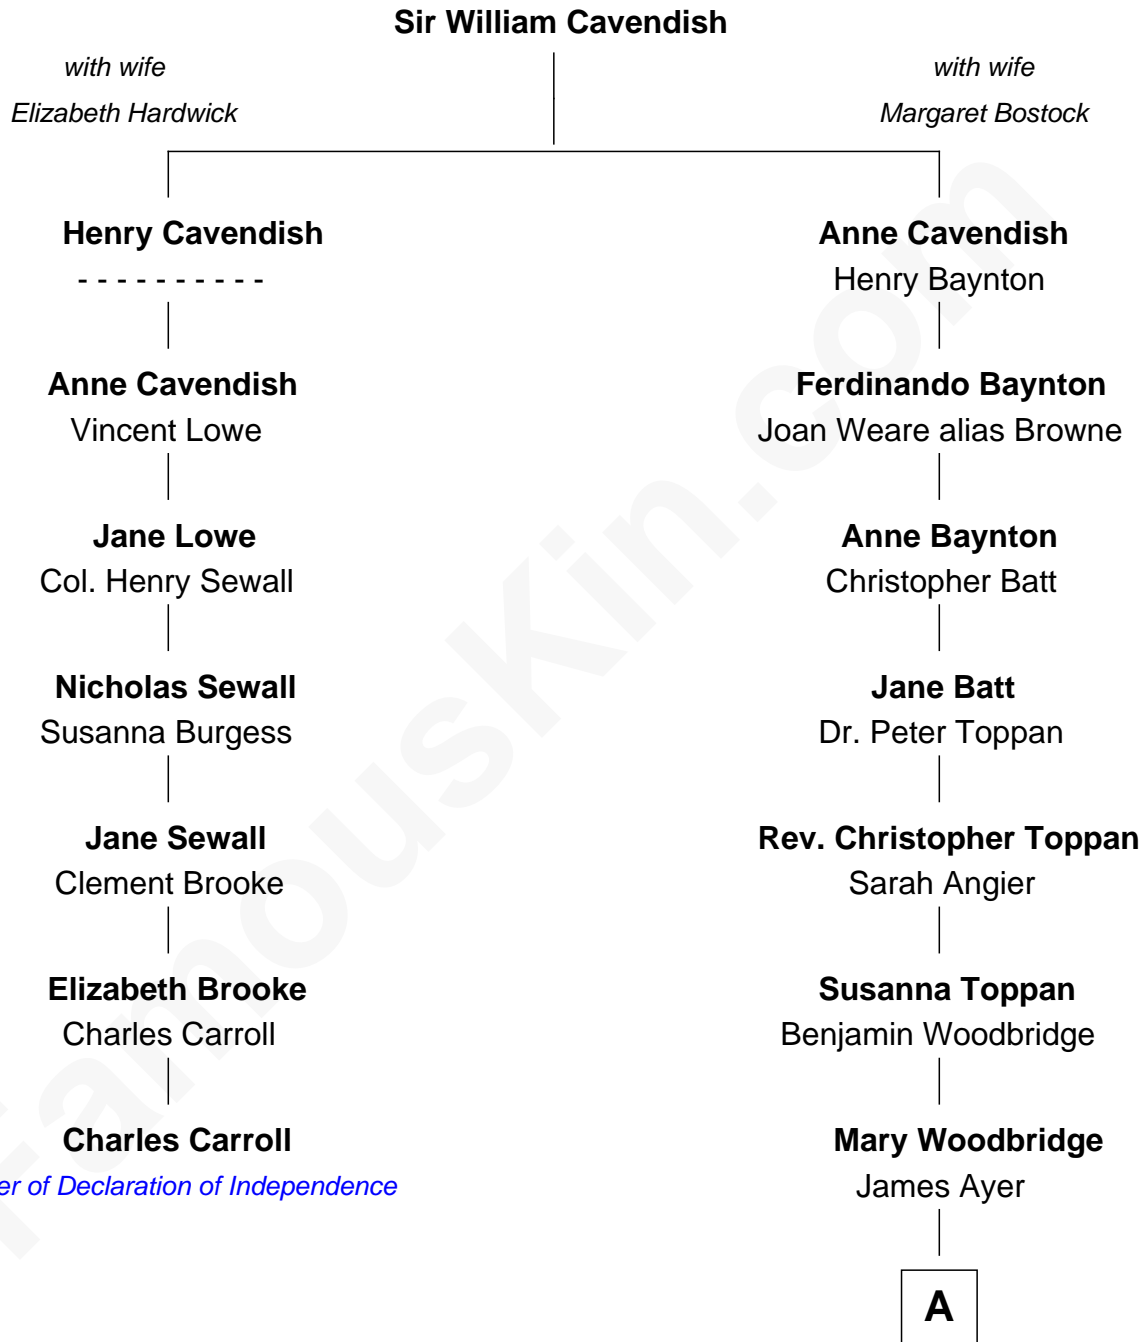 Sir William Cavendish
with wife
Elizabeth Hardwick
with wife
Margaret Bostock
Henry Cavendish
- - - - - - - - - -
Anne Cavendish
Vincent Lowe
Jane Lowe
Col. Henry Sewall
Nicholas Sewall
Susanna Burgess
Jane Sewall
Clement Brooke
Elizabeth Brooke
Charles Carroll
Charles Carroll
er of Declaration of Independence
Anne Cavendish
Henry Baynton
Ferdinando Baynton
Joan Weare alias Browne
Anne Baynton
Christopher Batt
Jane Batt
Dr. Peter Toppan
Rev. Christopher Toppan
Sarah Angier
Susanna Toppan
Benjamin Woodbridge
Mary Woodbridge
James Ayer
A
FamousKin.com